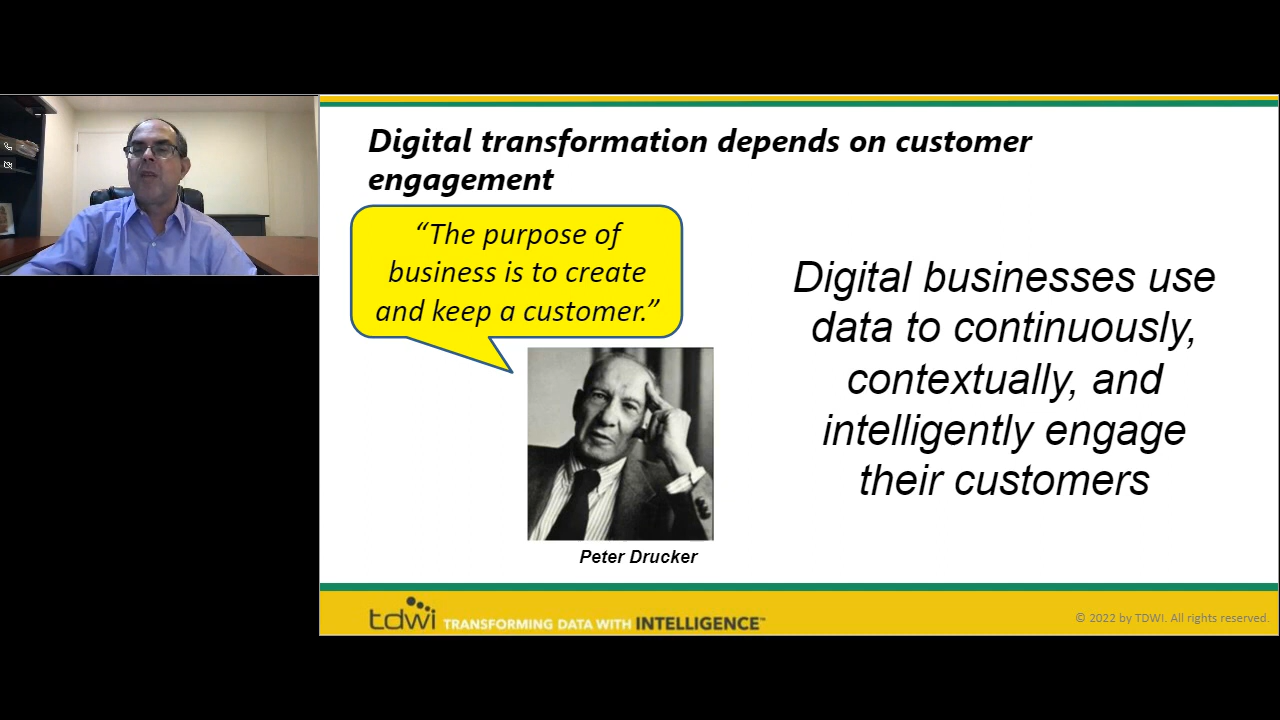 Digital transformation depends on customer
engagement
“The purpose of
business is to create
and keep a customer.”
Digital businesses use
data to continuously,
contextually, and
intelligently engage
their customers
Peter Drucker
tdwi TRANSFORMING DATA WITH INTELLIGENCE™
© 2022 by TDWI. All rights reserved.